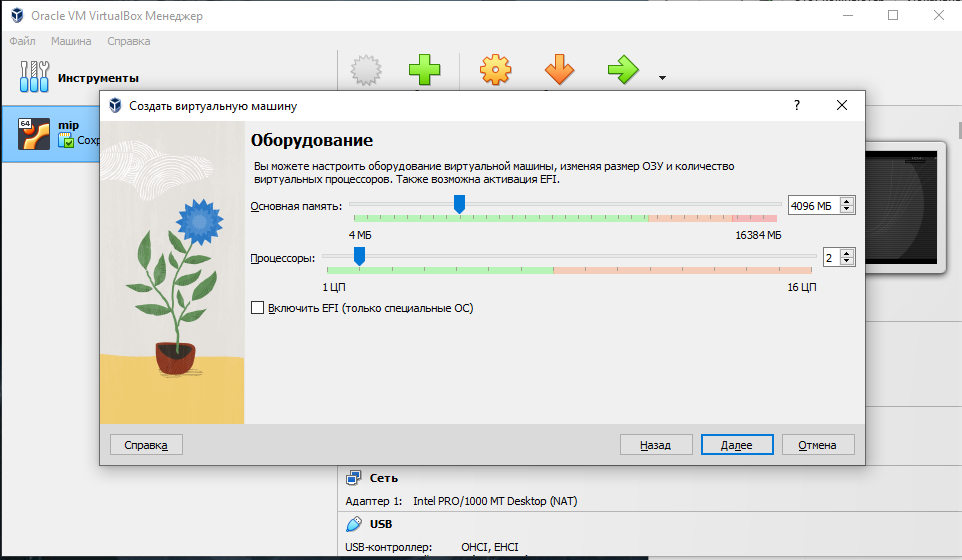 Oracle VM VirtualBox Менеджер
Файл Машина Справка
Инструменты
64
mip
Создать виртуальную машину
?
Оборудование
Вы можете настроить оборудование виртуальной машины, изменяя размер ОЗУ и количество
виртуальных процессоров. Также возможна активация EFI.
Основная память: 4096 МБ
4 МБ 16384 МБ
Процессоры: 2
1 ЦП 16 ЦП
Включить EFI (только специальные ОС)
Справка Назад Далее Отмена
Сеть
Адаптер 1: Intel PRO/1000 MT Desktop (NAT)
USB
USB-контроллер: OHCI, EHCI